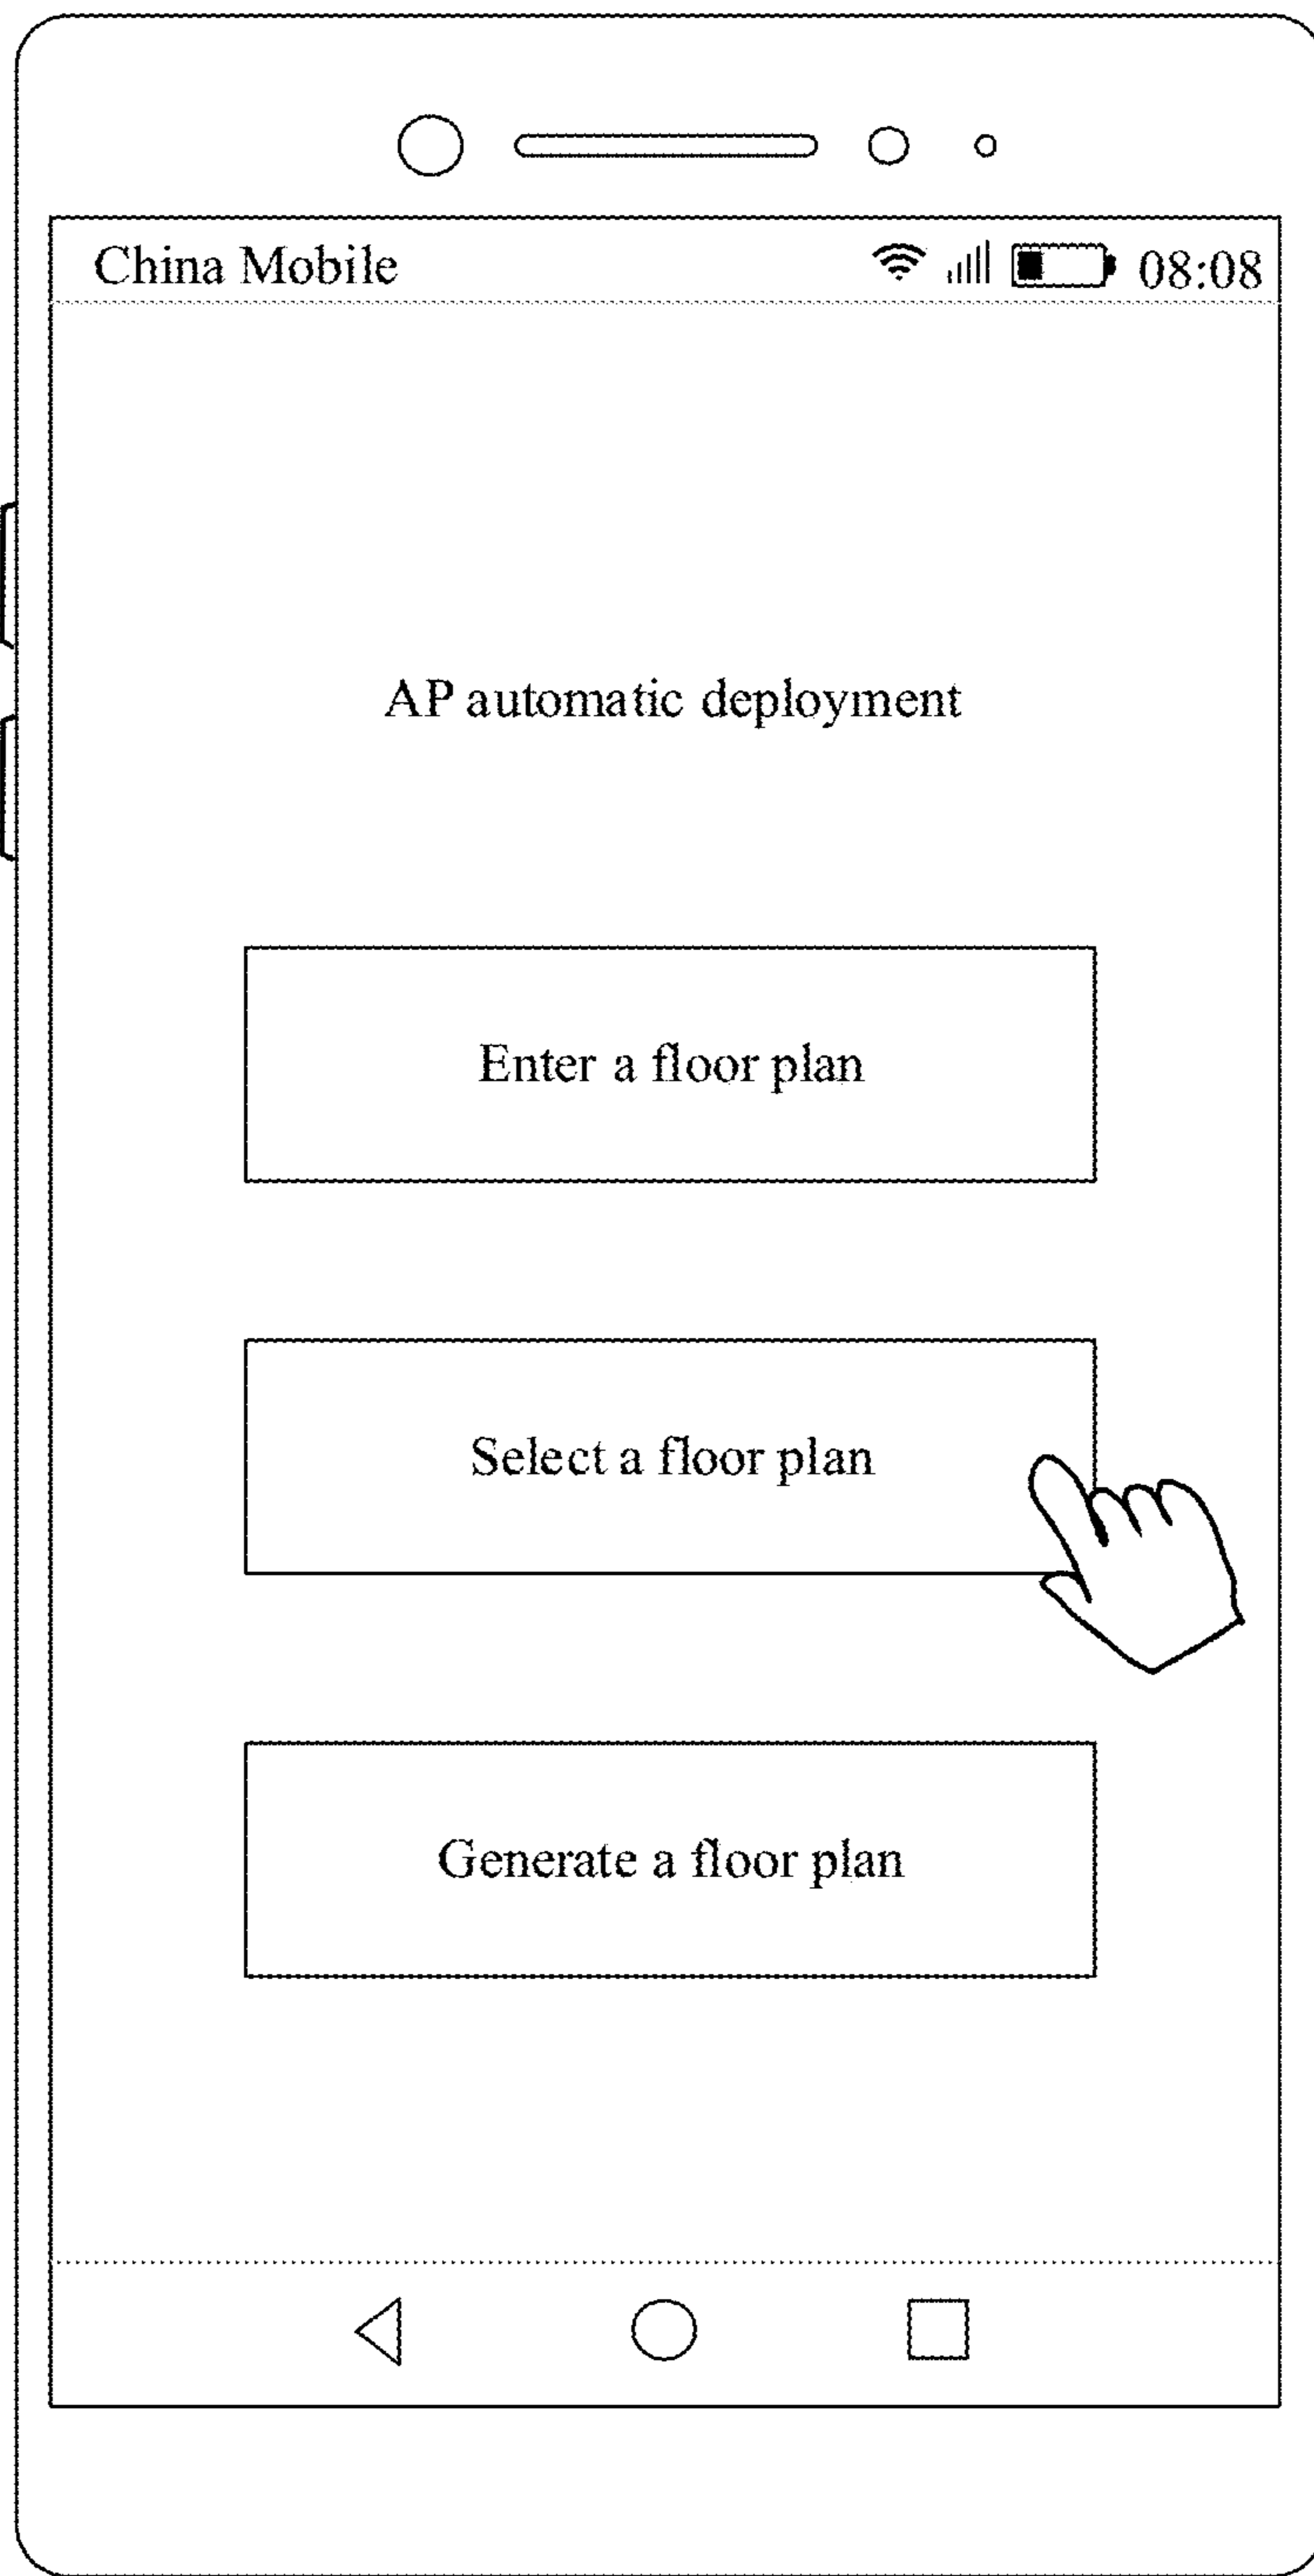 China Mobile 08:08
AP automatic deployment
Enter a floor plan
Select a floor plan
Generate a floor plan